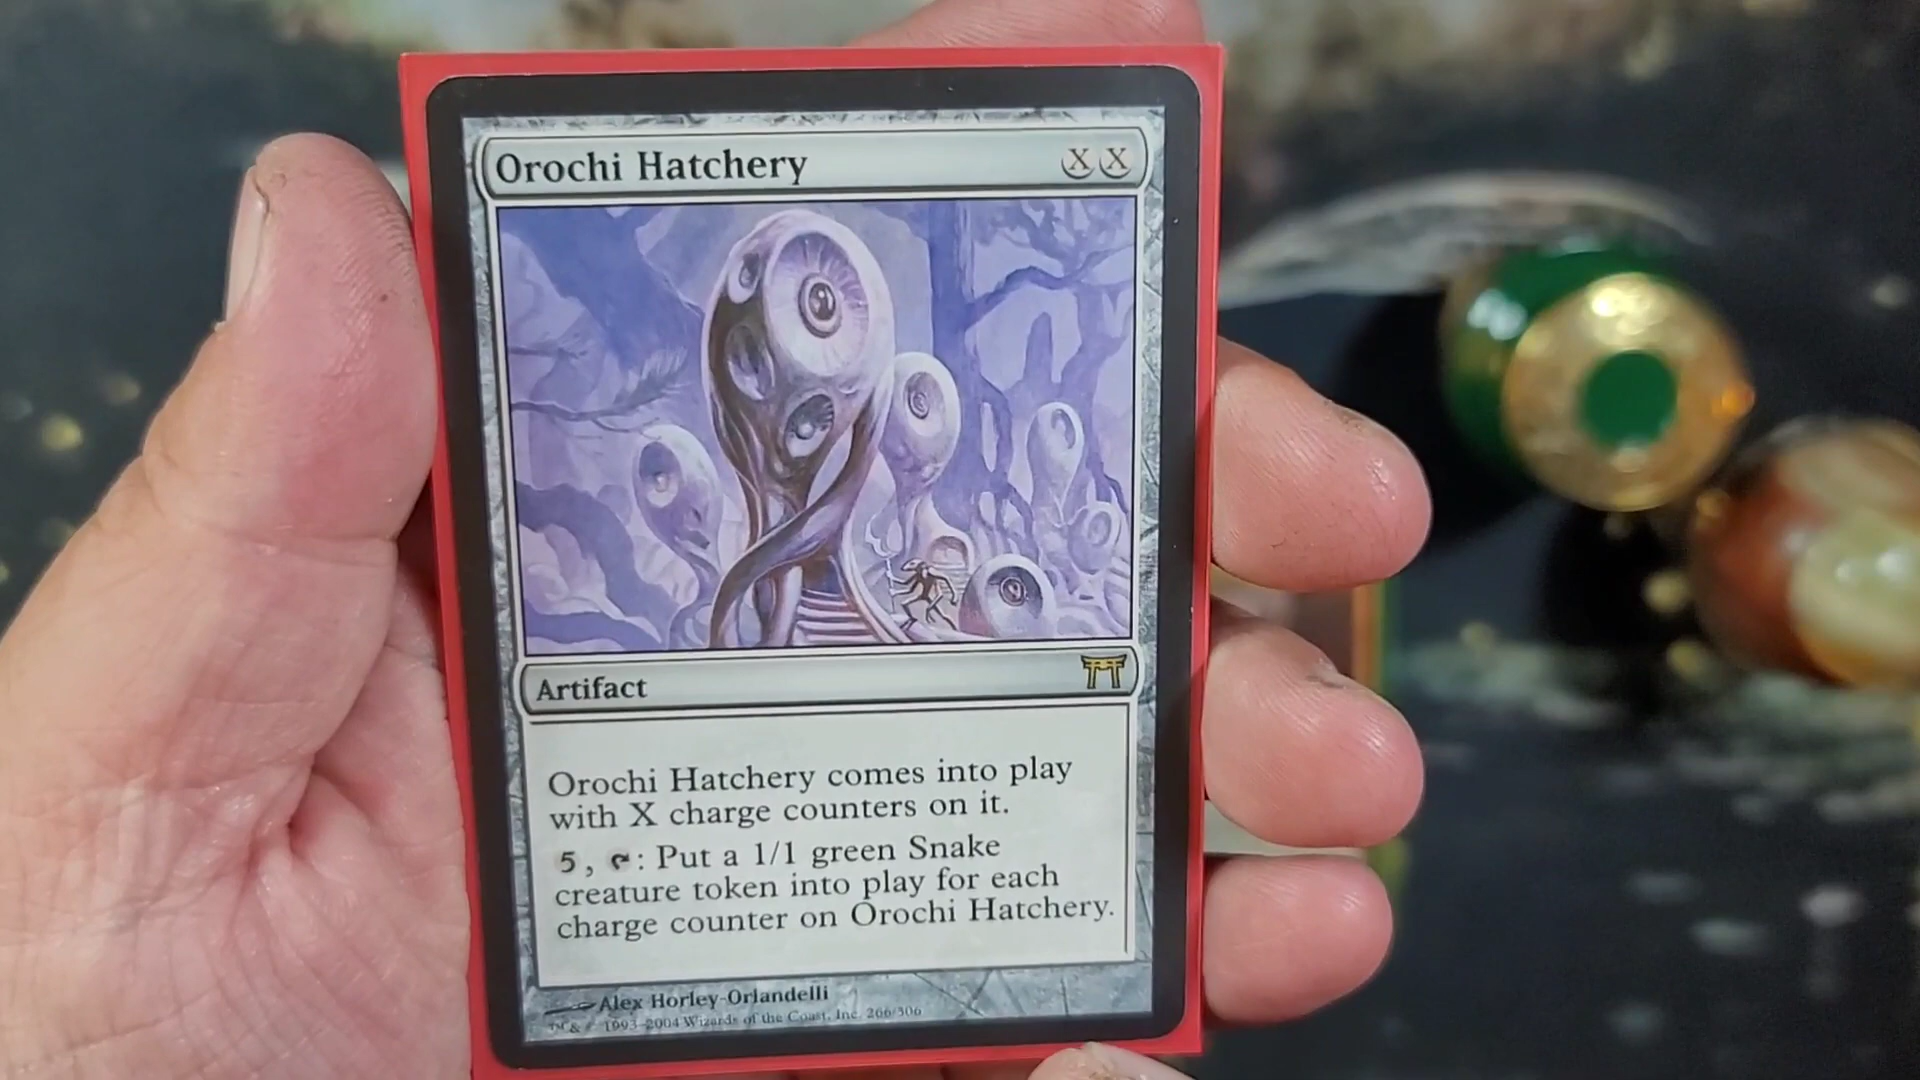 Orochi Hatchery XX
Artifact
Orochi Hatchery comes into play
with X charge counters on it.
5, : Put a 1/1 green Snake
creature token into play for each
charge counter on Orochi Hatchery.
Alex Horley-Orlandelli
™ & © 1993–2004 Wizards of the Coast, Inc. 266/306